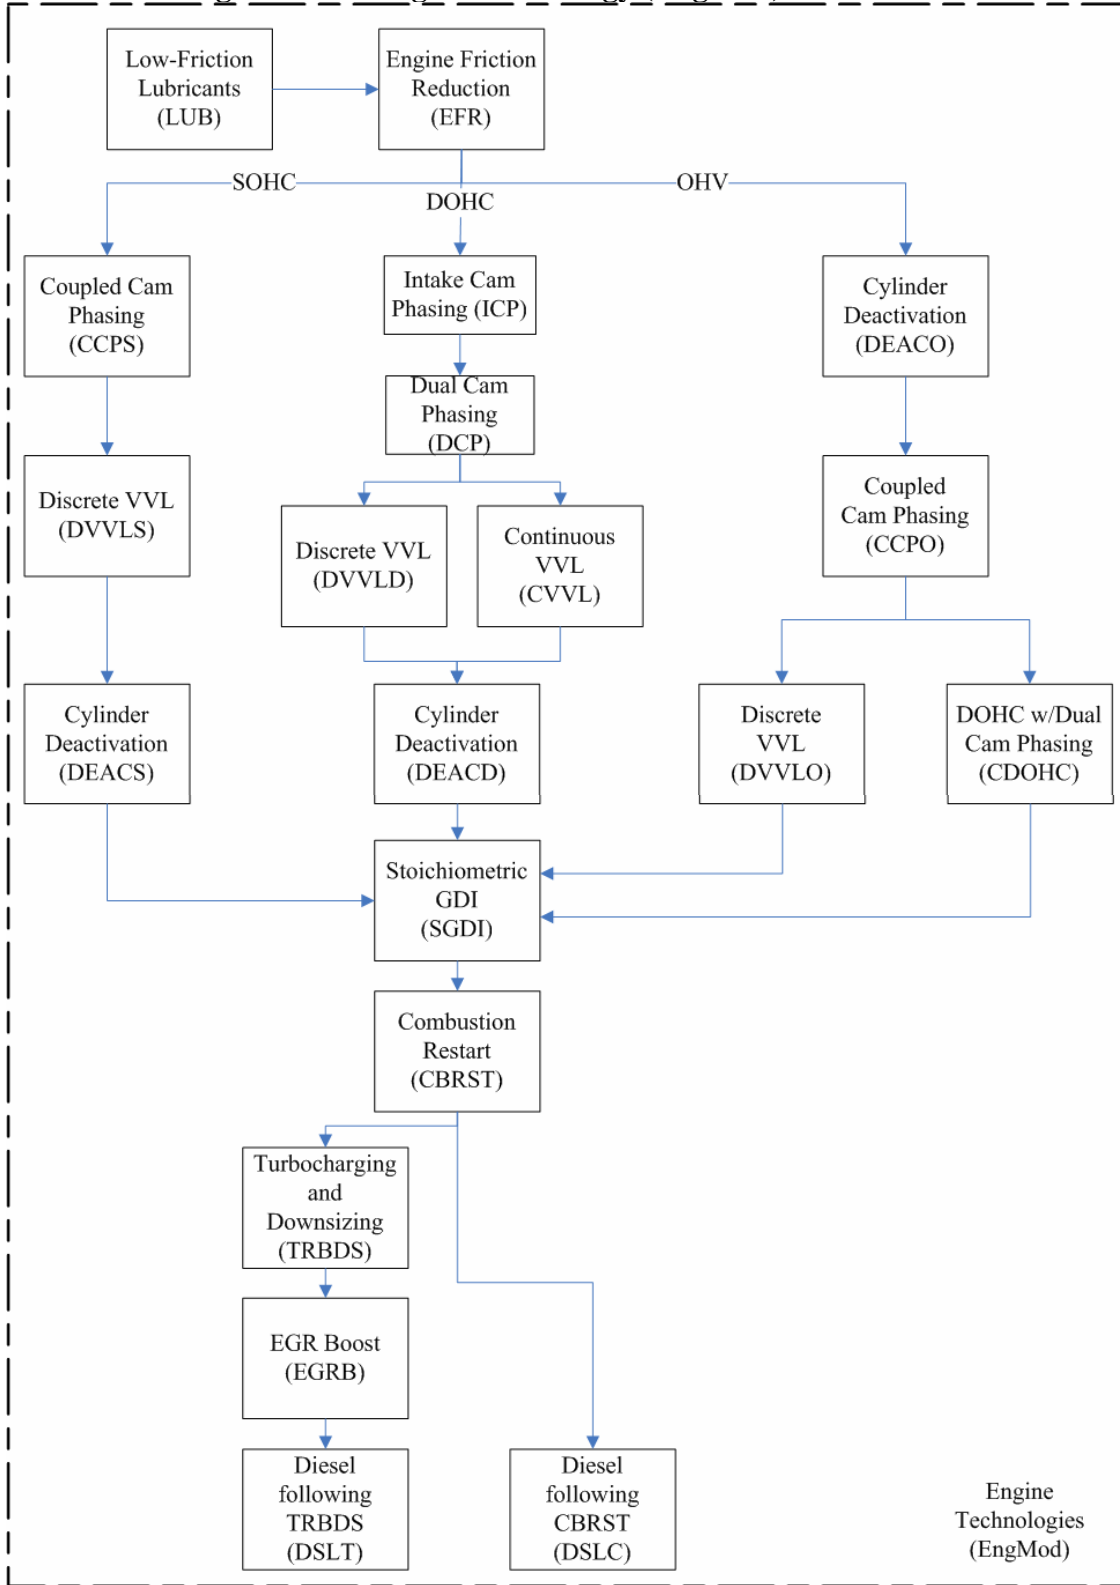 Low-Friction
Lubricants
(LUB)
Engine Friction
Reduction
(EFR)
SOHC
DOHC
OHV
Coupled Cam
Phasing
(CCPS)
Intake Cam
Phasing (ICP)
Cylinder
Deactivation
(DEACO)
Dual Cam
Phasing
(DCP)
Discrete VVL
(DVVLS)
Discrete VVL
(DVVLD)
Continuous
VVL
(CVVL)
Coupled
Cam Phasing
(CCPO)
Cylinder
Deactivation
(DEACS)
Cylinder
Deactivation
(DEACD)
Discrete
VVL
(DVVLO)
DOHC w/Dual
Cam Phasing
(CDOHC)
Stoichiometric
GDI
(SGDI)
Combustion
Restart
(CBRST)
Turbocharging
and
Downsizing
(TRBDS)
EGR Boost
(EGRB)
Diesel
following
TRBDS
(DSLT)
Diesel
following
CBRST
(DSLC)
Engine
Technologies
(EngMod)